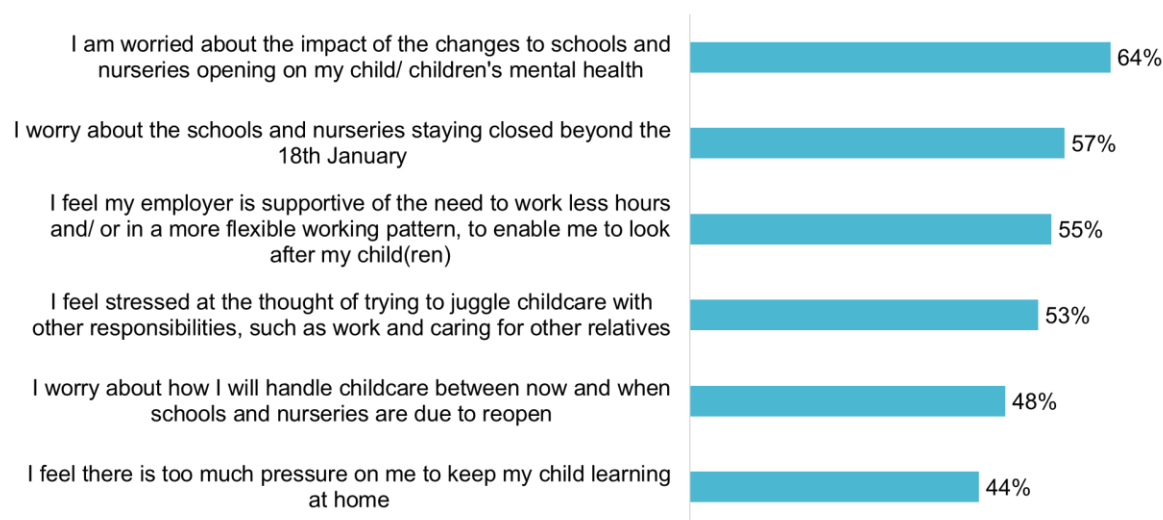 I am worried about the impact of the changes to schools and
nurseries opening on my child/ children's mental health
64%
I worry about the schools and nurseries staying closed beyond the
18th January
57%
I feel my employer is supportive of the need to work less hours
and/ or in a more flexible working pattern, to enable me to look
after my child(ren)
55%
I feel stressed at the thought of trying to juggle childcare with
other responsibilities, such as work and caring for other relatives
53%
I worry about how I will handle childcare between now and when
schools and nurseries are due to reopen
48%
I feel there is too much pressure on me to keep my child learning
at home
44%